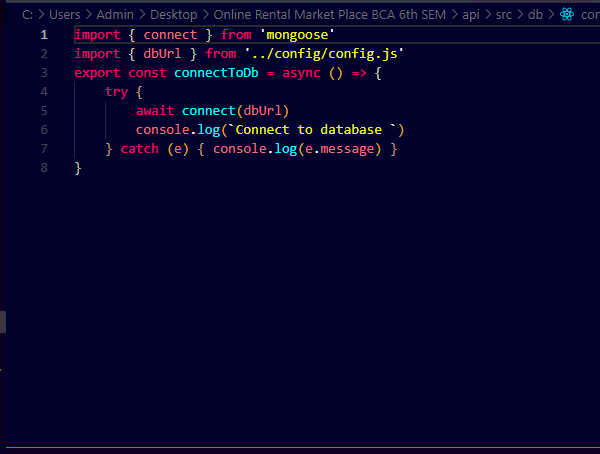 C: > Users > Admin > Desktop > Online Rental Market Place BCA 6th SEM > api > src > db >
1 import { connect } from 'mongoose'
2 import { dbUrl } from '../config/config.js'
3 export const connectToDb = async () => {
4     try {
5         await connect(dbUrl)
6         console.log(`Connect to database `)
7     } catch (e) { console.log(e.message) }
8 }